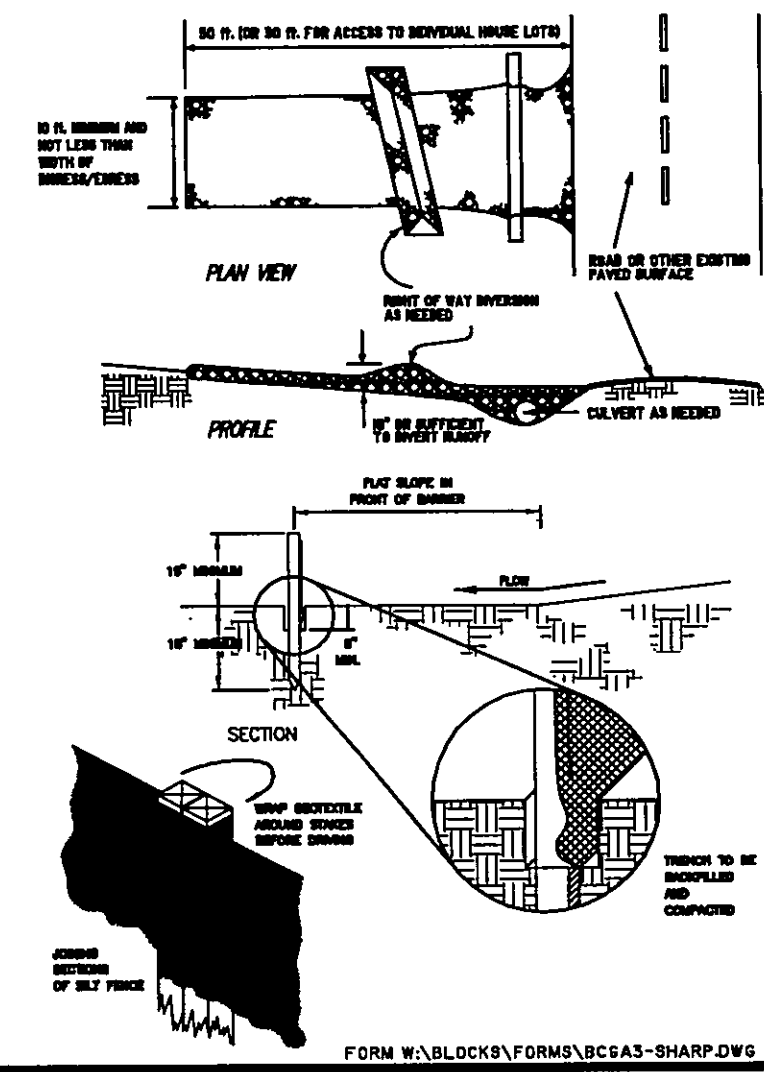 50 ft. (OR 30 ft. FOR ACCESS TO INDIVIDUAL HOUSE LOTS)
10 ft. MINIMUM AND
NOT LESS THAN
WIDTH OF
INGRESS/EGRESS
PLAN VIEW
RIGHT OF WAY DIVERSION
AS NEEDED
ROAD OR OTHER EXISTING
PAVED SURFACE
PROFILE
OR SUFFICIENT
TO DIVERT RUNOFF
CULVERT AS NEEDED
FLAT SLOPE IN
FRONT OF BARRIER
MINIMUM
FLOW
MINIMUM
MIN.
SECTION
WRAP GEOTEXTILE
AROUND STAKES
BEFORE DRIVING
TRENCH TO BE
BACKFILLED
AND
COMPACTED
JOINING
SECTIONS
OF SILT FENCE
FORM W:\BLOCKS\FORMS\BCGA3-SHARP.DWG